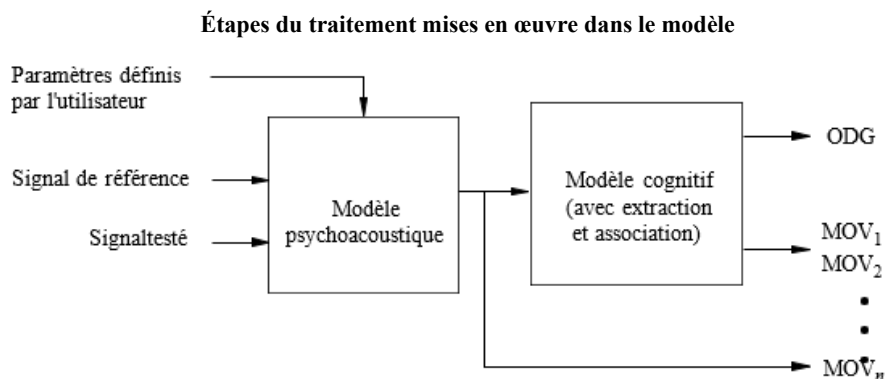 Étapes du traitement mises en œuvre dans le modèle
Paramètres définis
par l'utilisateur
Signal de référence
Signaltesté
Modèle
psychoacoustique
Modèle cognitif
(avec extraction
et association)
ODG
MOV1
MOV2
MOVn